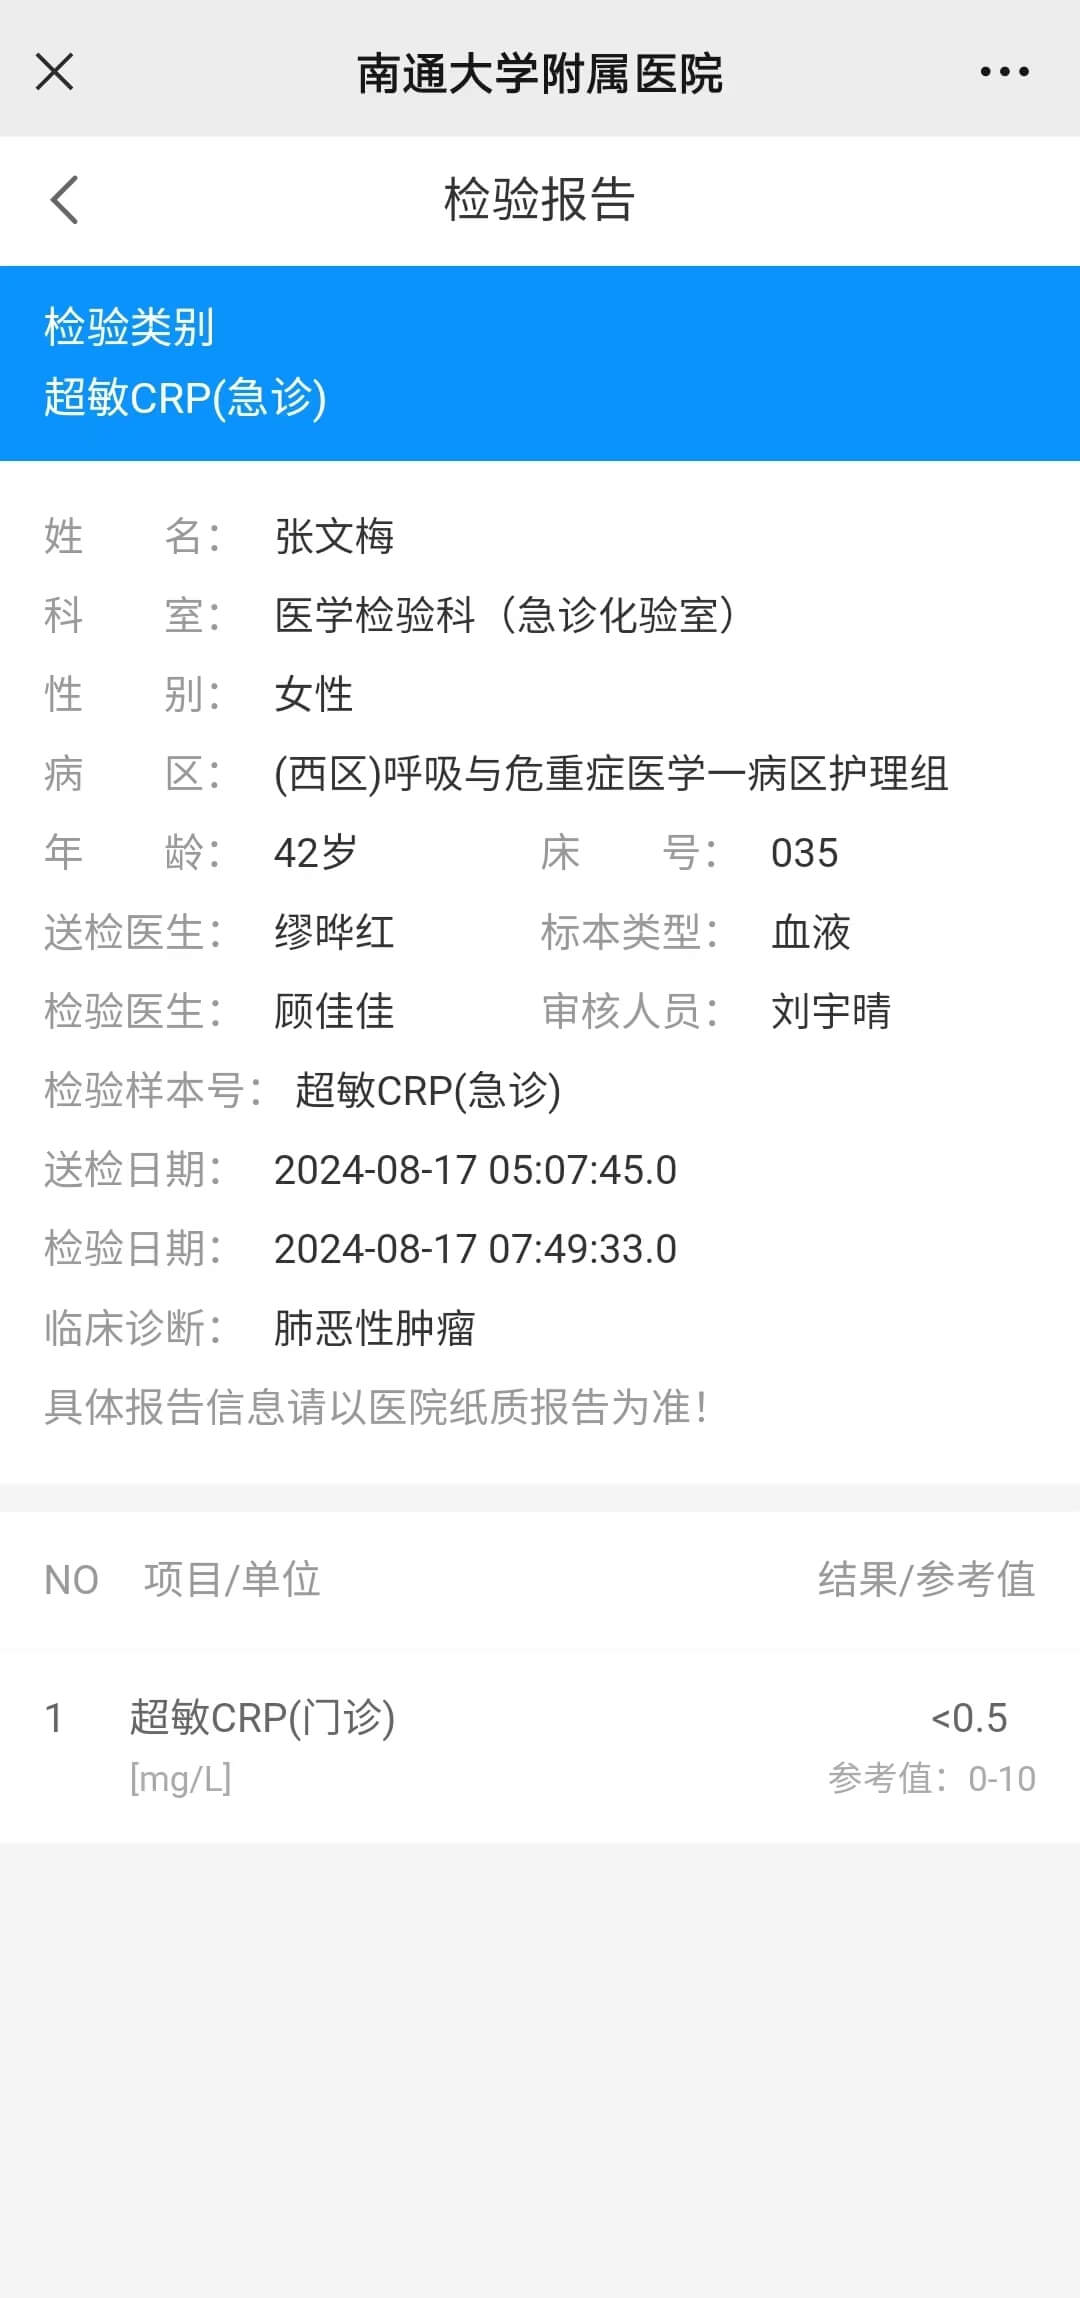 南通大学附属医院
检验报告
检验类别
超敏CRP(急诊)
姓 名： 张文梅
科 室： 医学检验科（急诊化验室）
性 别： 女性
病 区： (西区)呼吸与危重症医学一病区护理组
年 龄： 42岁 床 号： 035
送检医生： 缪晔红 标本类型： 血液
检验医生： 顾佳佳 审核人员： 刘宇晴
检验样本号： 超敏CRP(急诊)
送检日期： 2024-08-17 05:07:45.0
检验日期： 2024-08-17 07:49:33.0
临床诊断： 肺恶性肿瘤
具体报告信息请以医院纸质报告为准！
NO 项目/单位 结果/参考值
1 超敏CRP(门诊) <0.5
[mg/L] 参考值：0-10